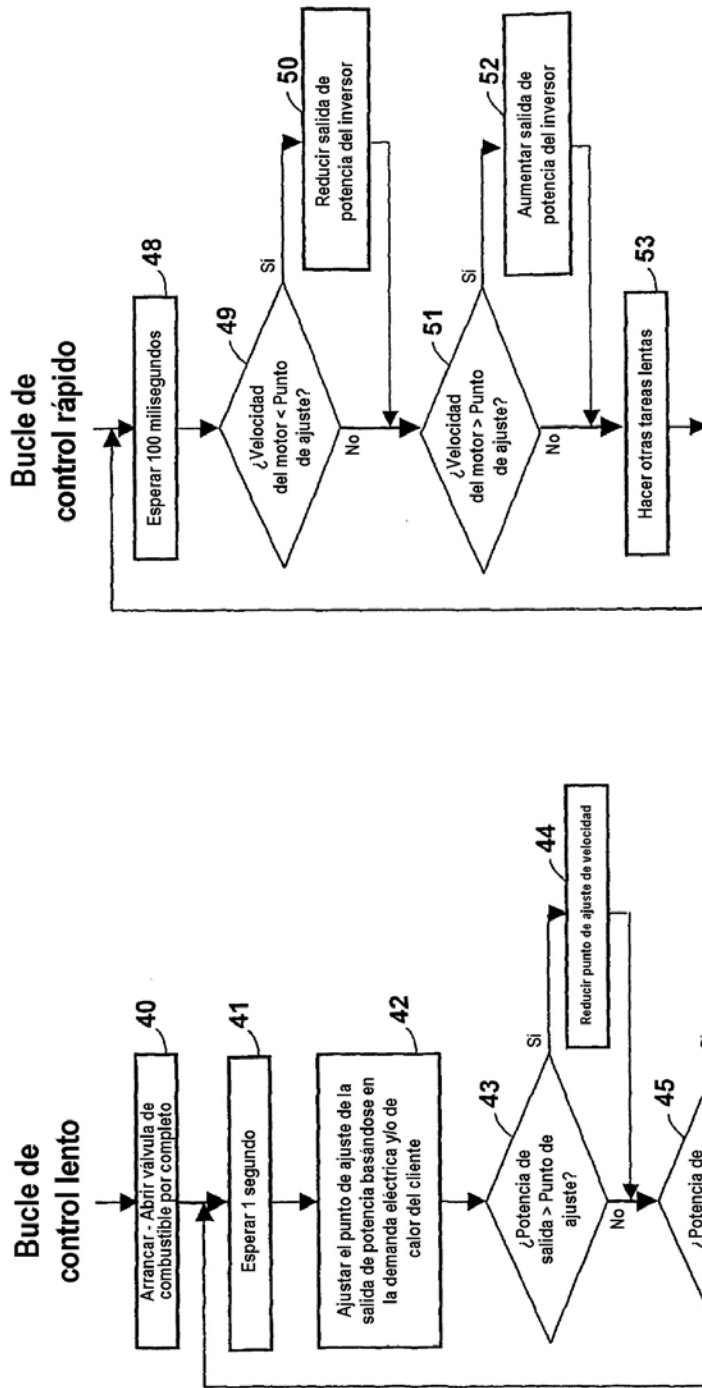 Bucle de
control lento
40
Arrancar - Abrir válvula de
combustible por completo
41
Esperar 1 segundo
42
Ajustar el punto de ajuste de la
salida de potencia basándose en
la demanda eléctrica y/o de
calor del cliente
43
¿Potencia de
salida > Punto de
ajuste?
Si
No
44
Reducir punto de ajuste de velocidad
45
¿Potencia de
Bucle de
control rápido
48
Esperar 100 milisegundos
49
¿Velocidad
del motor < Punto
de ajuste?
Si
No
50
Reducir salida de
potencia del inversor
51
¿Velocidad
del motor > Punto
de ajuste?
Si
No
52
Aumentar salida de
potencia del inversor
53
Hacer otras tareas lentas